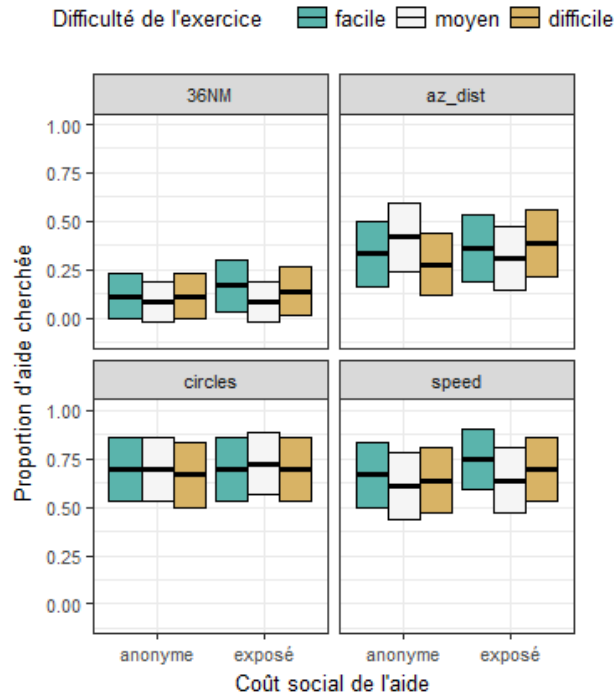 Difficulté de l'exercice facile moyen difficile
36NM az_dist
1.00
0.75
0.50
0.25
0.00
Proportion d'aide cherchée
circles speed
1.00
0.75
0.50
0.25
0.00
anonyme exposé anonyme exposé
Coût social de l'aide